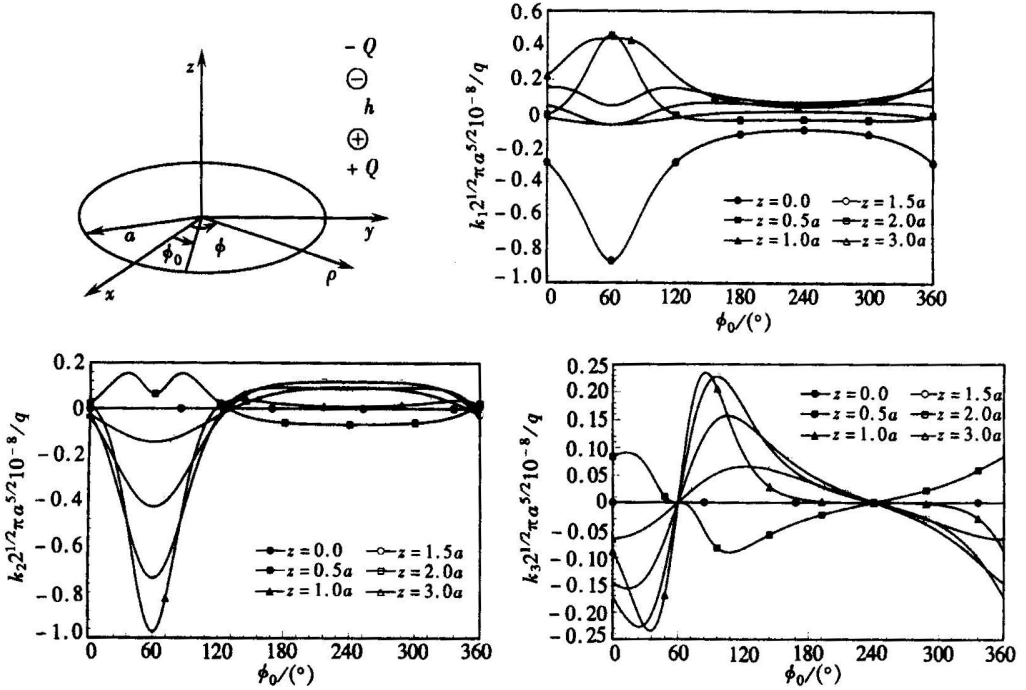 z
- Q
⊖
h
⊕
+ Q
a
ϕ₀
ϕ
x
y
ρ
k₁2^{1/2}πa^{5/2}10⁻⁸/q
0.6
0.4
0.2
0
-0.2
-0.4
-0.6
-0.8
-1.0
z=0.0
z=1.5a
z=0.5a
z=2.0a
z=1.0a
z=3.0a
0 60 120 180 240 300 360
ϕ₀/(°)
k₂2^{1/2}πa^{5/2}10⁻⁸/q
0.2
0
-0.2
-0.4
-0.6
-0.8
-1.0
z=0.0
z=1.5a
z=0.5a
z=2.0a
z=1.0a
z=3.0a
0 60 120 180 240 300 360
ϕ₀/(°)
k₃2^{1/2}πa^{5/2}10⁻⁸/q
0.25
0.20
0.15
0.10
0.05
0
-0.05
-0.10
-0.15
-0.20
-0.25
z=0.0
z=1.5a
z=0.5a
z=2.0a
z=1.0a
z=3.0a
0 60 120 180 240 300 360
ϕ₀/(°)